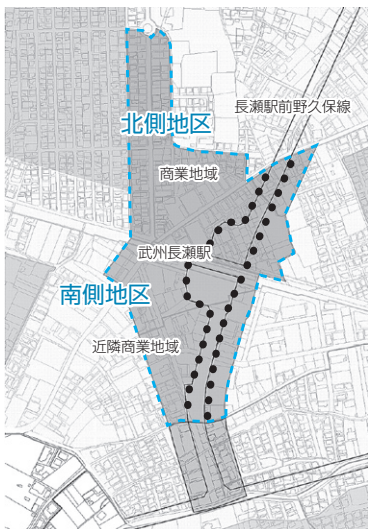 長瀬駅前野久保線
北側地区
商業地域
武州長瀬駅
南側地区
近隣商業地域